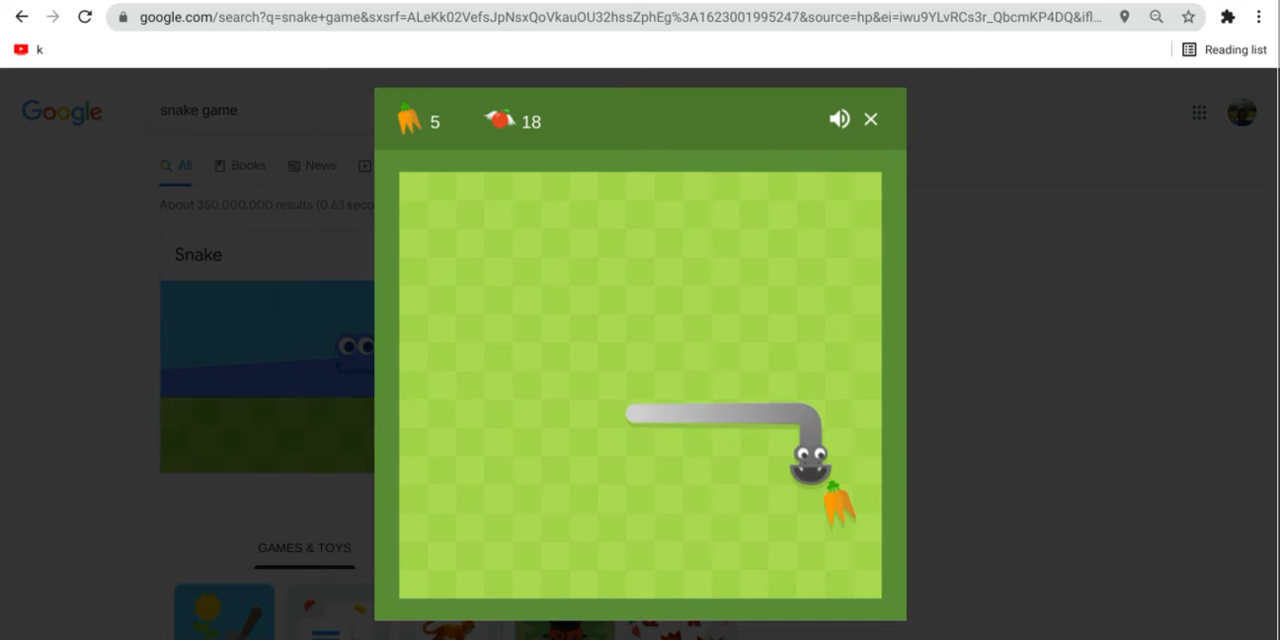 google.com/search?q=snake+game&sxsrf=ALeKk02VefsJpNsxQoVkauOU32hssZphEg%3A1623001995247&source=hp&ei=iwu9YLvRCs3r_QbcmKP4DQ&ifl...
k
Reading list
Google
snake game
5
18
All
Books
News
About 350,000,000 results (0.63 seco
Snake
GAMES & TOYS